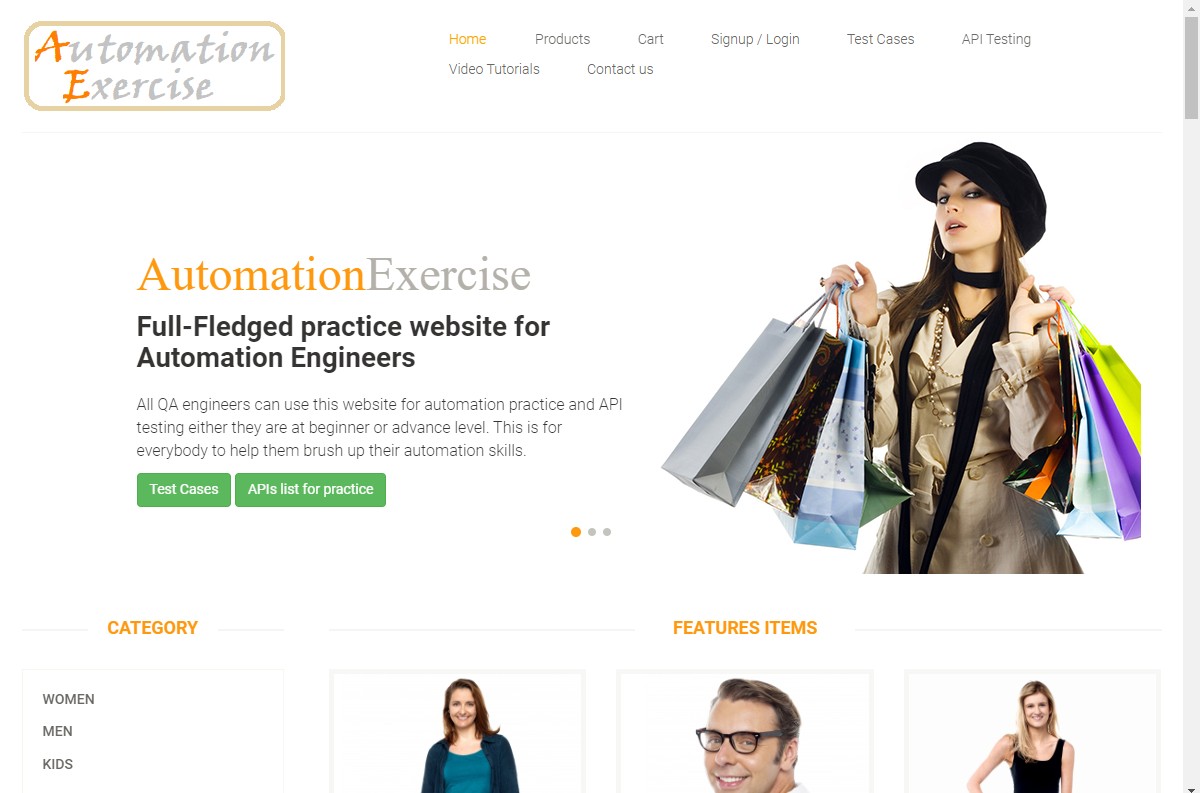 Automation
Exercise
Home Products Cart Signup / Login Test Cases API Testing
Video Tutorials Contact us
AutomationExercise
Full-Fledged practice website for
Automation Engineers
All QA engineers can use this website for automation practice and API
testing either they are at beginner or advance level. This is for
everybody to help them brush up their automation skills.
Test Cases APIs list for practice
CATEGORY
WOMEN
MEN
KIDS
FEATURES ITEMS